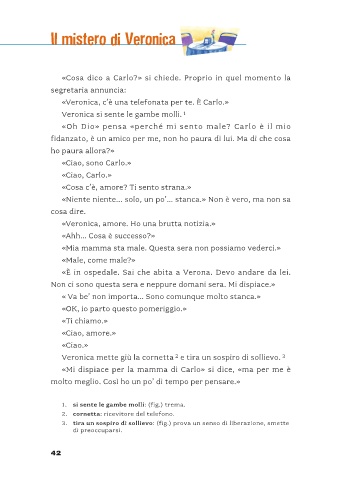 Il mistero di Veronica
«Cosa dico a Carlo?» si chiede. Proprio in quel momento la
segretaria annuncia:
«Veronica, c'è una telefonata per te. È Carlo.»
Veronica si sente le gambe molli. 1
«Oh Dio» pensa «perché mi sento male? Carlo è il mio
fidanzato, è un amico per me, non ho paura di lui. Ma di che cosa
ho paura allora?»
«Ciao, sono Carlo.»
«Ciao, Carlo.»
«Cosa c'è, amore? Ti sento strana.»
«Niente niente... solo, un po'... stanca.» Non è vero, ma non sa
cosa dire.
«Veronica, amore. Ho una brutta notizia.»
«Ahh... Cosa è successo?»
«Mia mamma sta male. Questa sera non possiamo vederci.»
«Male, come male?»
«È in ospedale. Sai che abita a Verona. Devo andare da lei.
Non ci sono questa sera e neppure domani sera. Mi dispiace.»
« Va be' non importa... Sono comunque molto stanca.»
«OK, io parto questo pomeriggio.»
«Ti chiamo.»
«Ciao, amore.»
«Ciao.»
Veronica mette giù la cornetta 2 e tira un sospiro di sollievo. 3
«Mi dispiace per la mamma di Carlo» si dice, «ma per me è
molto meglio. Così ho un po' di tempo per pensare.»
1. si sente le gambe molli: (fig.) trema.
2. cornetta: ricevitore del telefono.
3. tira un sospiro di sollievo: (fig.) prova un senso di liberazione, smette
di preoccuparsi.
42